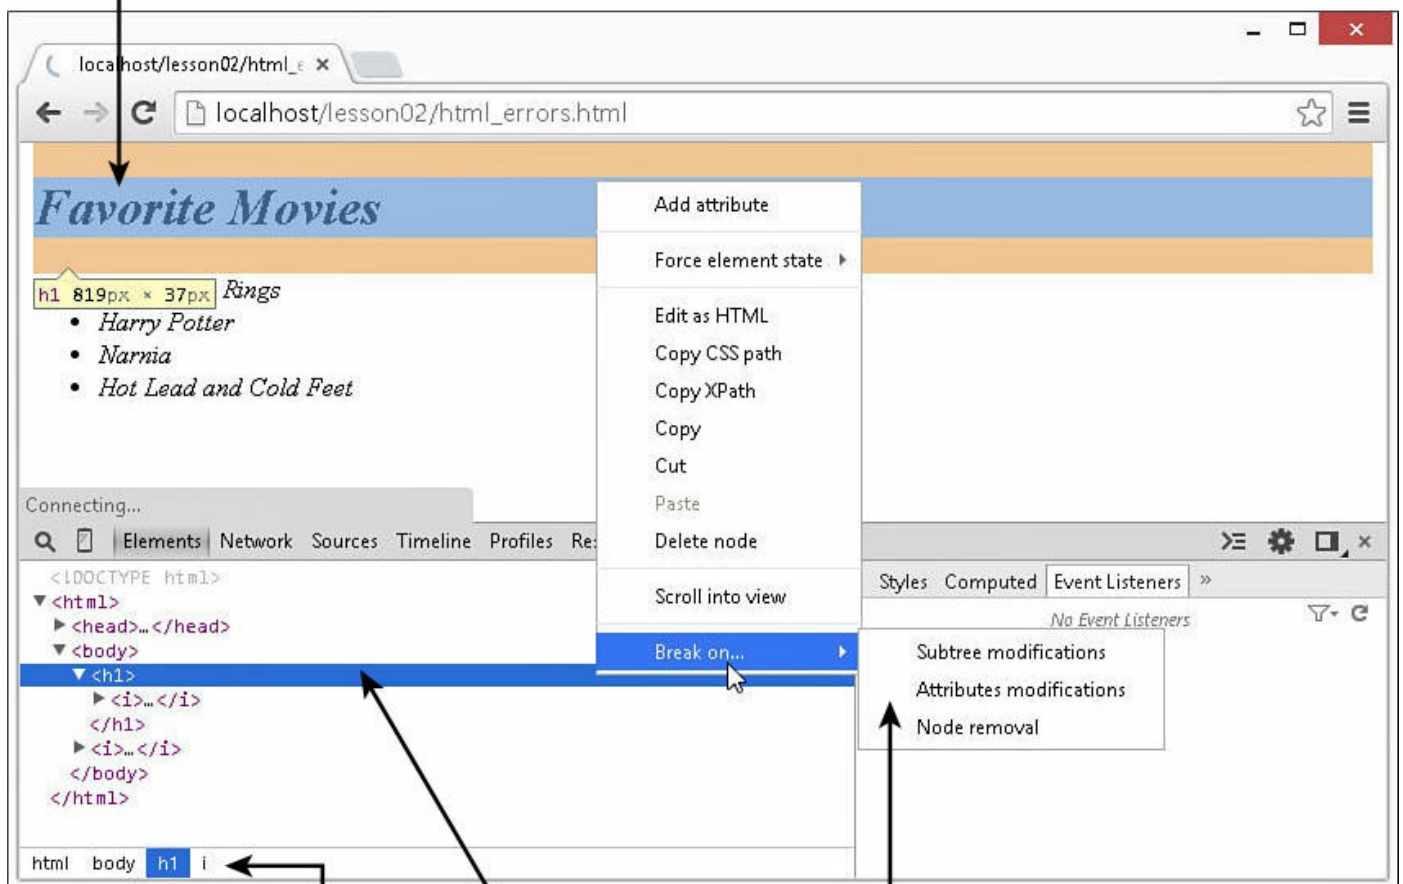 localhost/lesson02/html_e
localhost/lesson02/html_errors.html
Favorite Movies
h1 819px × 37px
Rings
Harry Potter
Narnia
Hot Lead and Cold Feet
Add attribute
Force element state
Edit as HTML
Copy CSS path
Copy XPath
Copy
Cut
Paste
Delete node
Scroll into view
Break on...
Subtree modifications
Attributes modifications
Node removal
Connecting...
Elements Network Sources Timeline Profiles Re
<!DOCTYPE html>
<html>
<head>…</head>
<body>
<h1>
<i>…</i>
</h1>
<i>…</i>
</body>
</html>
Styles Computed Event Listeners »
No Event Listeners
html body h1 i